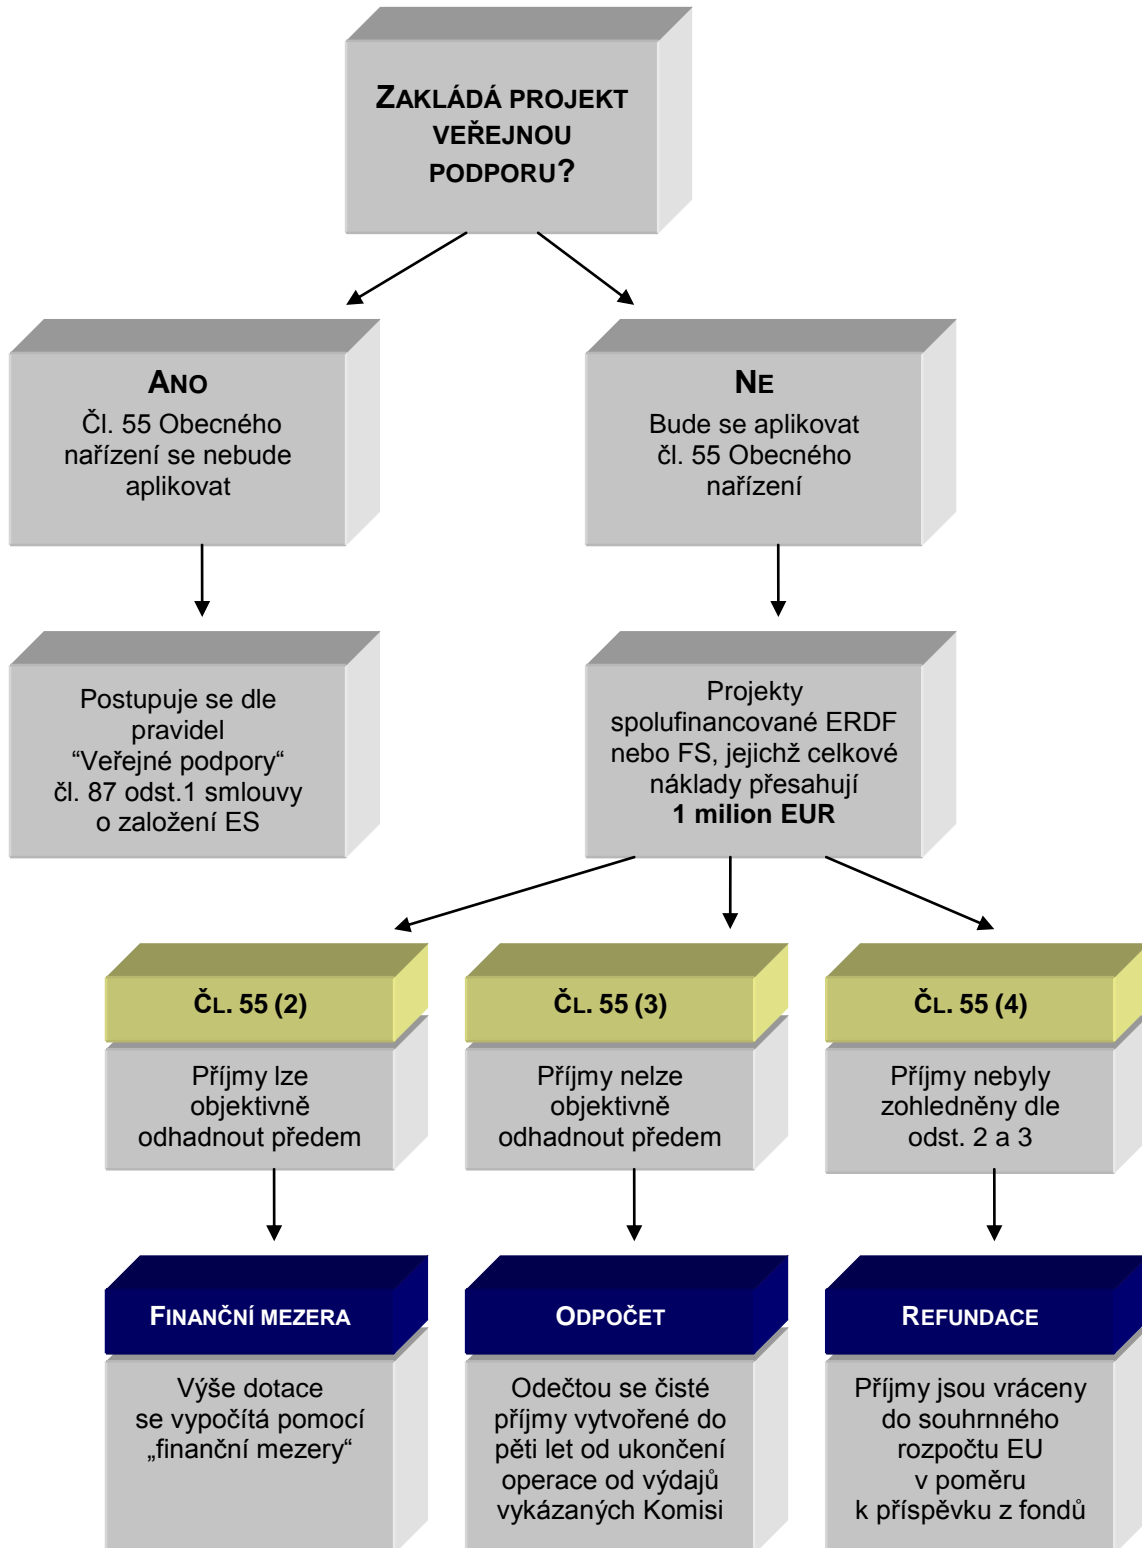 ZAKLÁDÁ PROJEKT
VEŘEJNOU
PODPORU?
ANO
Čl. 55 Obecného
nařízení se nebude
aplikovat
NE
Bude se aplikovat
čl. 55 Obecného
nařízení
Postupuje se dle
pravidel
“Veřejné podpory“
čl. 87 odst.1 smlouvy
o založení ES
Projekty
spolufinancované ERDF
nebo FS, jejichž celkové
náklady přesahují
1 milion EUR
ČL. 55 (2)
Příjmy lze
objektivně
odhadnout předem
ČL. 55 (3)
Příjmy nelze
objektivně
odhadnout předem
ČL. 55 (4)
Příjmy nebyly
zohledněny dle
odst. 2 a 3
FINANČNÍ MEZERA
Výše dotace
se vypočítá pomocí
„finanční mezery“
ODPOČET
Odečtou se čisté
příjmy vytvořené do
pěti let od ukončení
operace od výdajů
vykázaných Komisi
REFUNDACE
Příjmy jsou vráceny
do souhrnného
rozpočtu EU
v poměru
k příspěvku z fondů